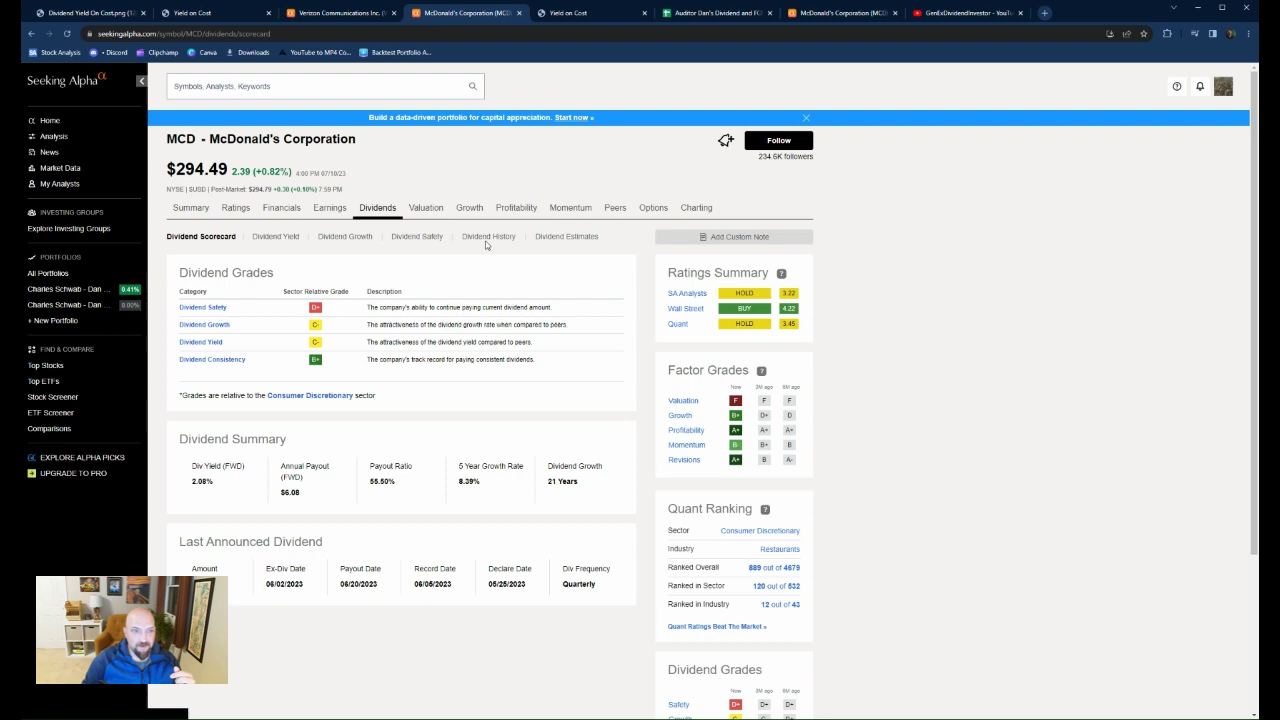 Dividend Yield On Cost.png (12
Yield on Cost
Verizon Communications Inc. (V
McDonald's Corporation (MCD)
Yield on Cost
Auditor Dan's Dividend and FC
McDonald's Corporation (MCD)
GenExDividendInvestor - YouTu
seekingalpha.com/symbol/MCD/dividends/scorecard
Stock Analysis
Discord
Canva
Clipchamp
Downloads
YouTube to MP4 Co...
Backtest Portfolio A...
Seeking Alpha α
Symbols, Analysts, Keywords
Build a data-driven portfolio for capital appreciation. Start now »
Home
Analysis
News
Market Data
My Analysts
INVESTING GROUPS
Explore Investing Groups
PORTFOLIOS
All Portfolios
Charles Schwab - Dan ... 0.41%
Charles Schwab - Dan ... 0.00%
+ New Portfolio
FIND & COMPARE
Top Stocks
Top ETFs
Stock Screener
ETF Screener
Comparisons
EXPLORE ALPHA PICKS
UPGRADE TO PRO
MCD - McDonald's Corporation
Follow
234.6K followers
$294.49 2.39 (+0.82%) 4:00 PM 07/10/23
NYSE | $USD | Post-Market: $294.79 +0.30 (+0.10%) 7:59 PM
Summary Ratings Financials Earnings Dividends Valuation Growth Profitability Momentum Peers Options Charting
Dividend Scorecard Dividend Yield Dividend Growth Dividend Safety Dividend History Dividend Estimates
Add Custom Note
Dividend Grades
Category Sector Relative Grade Description
Dividend Safety D+ The company's ability to continue paying current dividend amount.
Dividend Growth C- The attractiveness of the dividend growth rate when compared to peers.
Dividend Yield C- The attractiveness of the dividend yield compared to peers.
Dividend Consistency B+ The company's track record for paying consistent dividends.
*Grades are relative to the Consumer Discretionary sector
Dividend Summary
Div Yield (FWD) Annual Payout (FWD) Payout Ratio 5 Year Growth Rate Dividend Growth
2.08% $6.08 55.50% 8.39% 21 Years
Last Announced Dividend
Amount Ex-Div Date Payout Date Record Date Declare Date Div Frequency
06/02/2023 06/20/2023 06/05/2023 05/25/2023 Quarterly
Ratings Summary
SA Analysts HOLD 3.22
Wall Street BUY 4.22
Quant HOLD 3.45
Factor Grades
Now 3M ago 6M ago
Valuation F F F
Growth B+ D+ D
Profitability A+ A+ A+
Momentum B- B+ B
Revisions A+ B A-
Quant Ranking
Sector Consumer Discretionary
Industry Restaurants
Ranked Overall 889 out of 4679
Ranked in Sector 120 out of 532
Ranked in Industry 12 out of 43
Quant Ratings Beat The Market »
Dividend Grades
Now 3M ago 6M ago
Safety D+ D+ D+